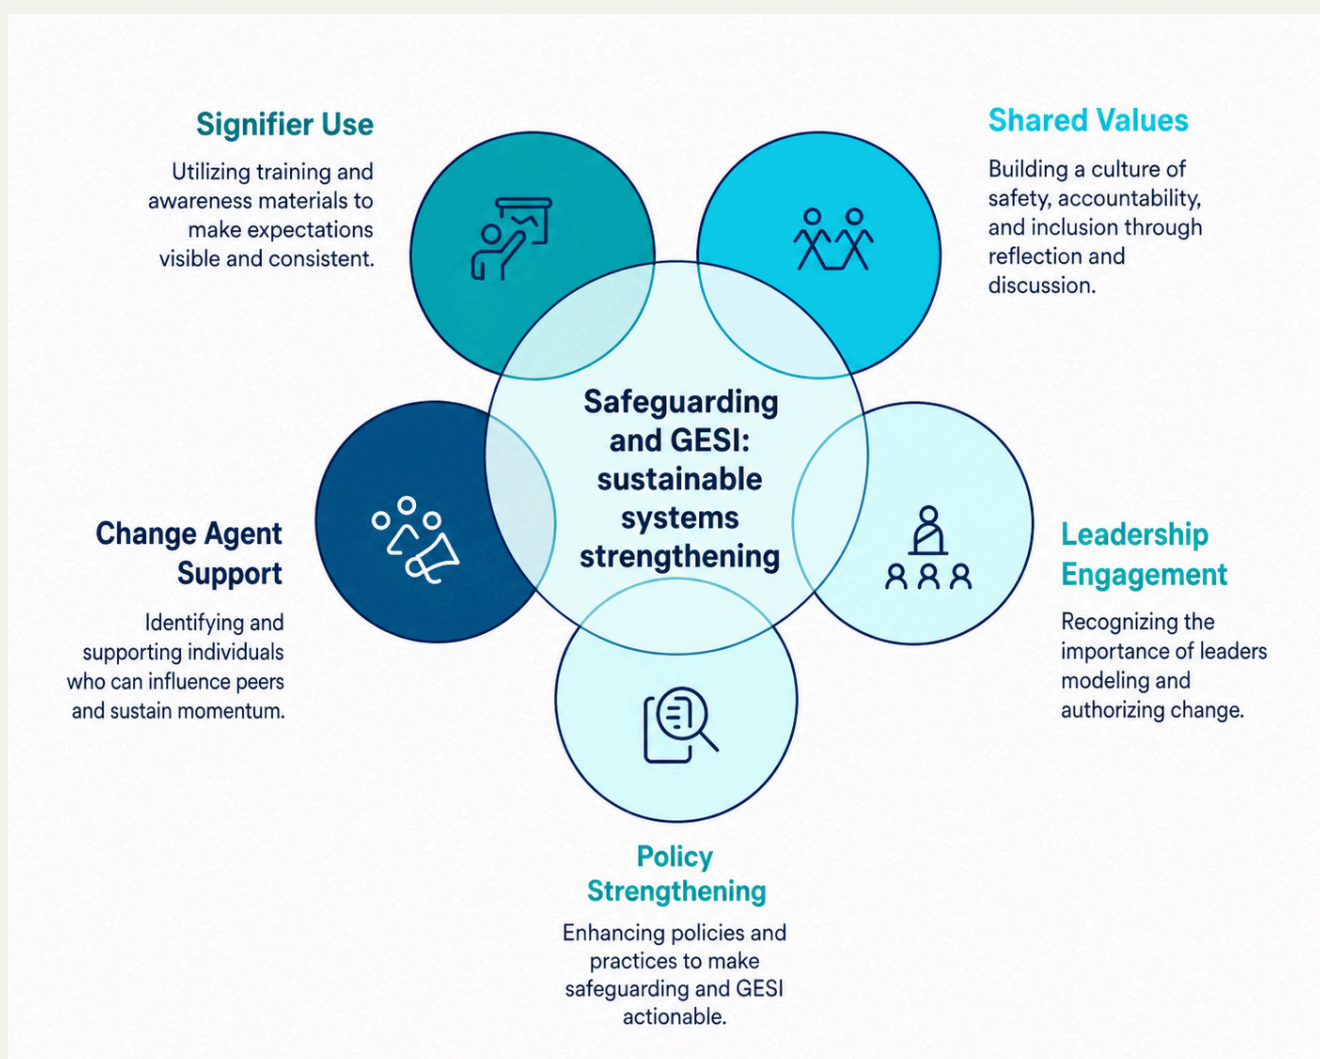 Signifier Use
Utilizing training and
awareness materials to
make expectations
visible and consistent.
Shared Values
Building a culture of
safety, accountability,
and inclusion through
reflection and
discussion.
Safeguarding
and GESI:
sustainable
systems
strengthening
Change Agent
Support
Identifying and
supporting individuals
who can influence peers
and sustain momentum.
Leadership
Engagement
Recognizing the
importance of leaders
modeling and
authorizing change.
Policy
Strengthening
Enhancing policies and
practices to make
safeguarding and GESI
actionable.